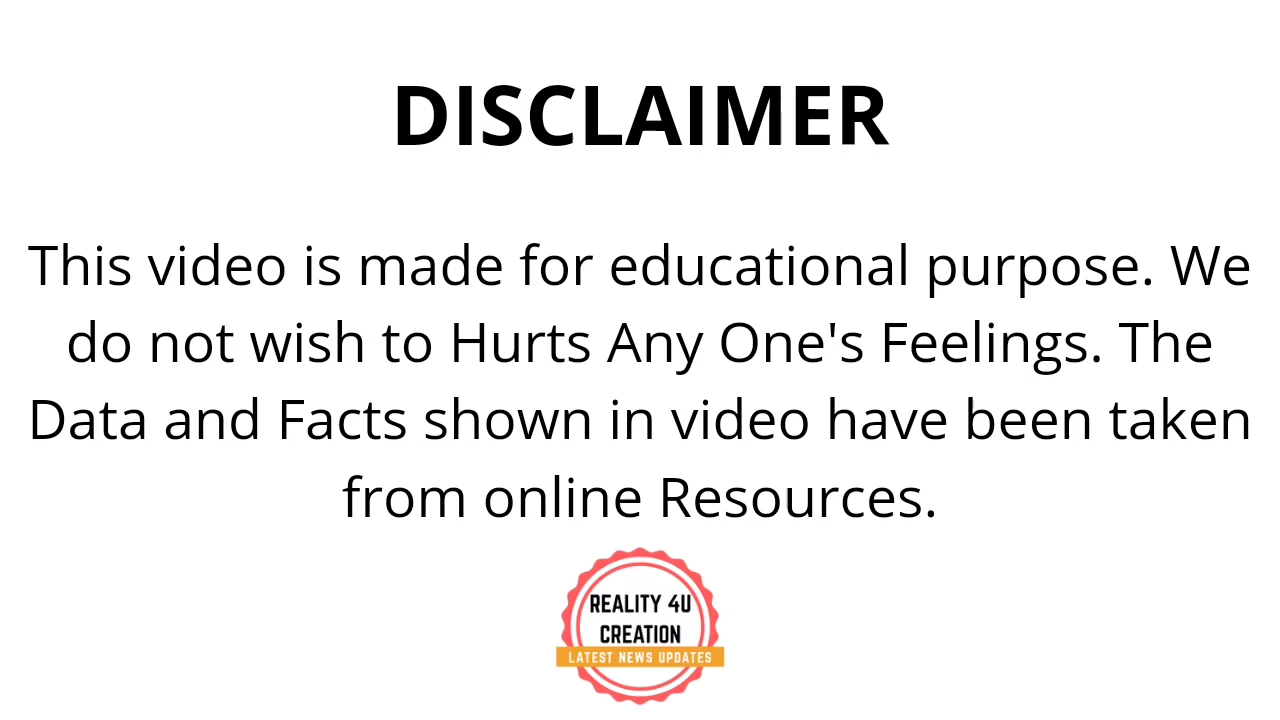 DISCLAIMER
This video is made for educational purpose. We
do not wish to Hurts Any One's Feelings. The
Data and Facts shown in video have been taken
from online Resources.
REALITY 4U
CREATION
LATEST NEWS UPDATES